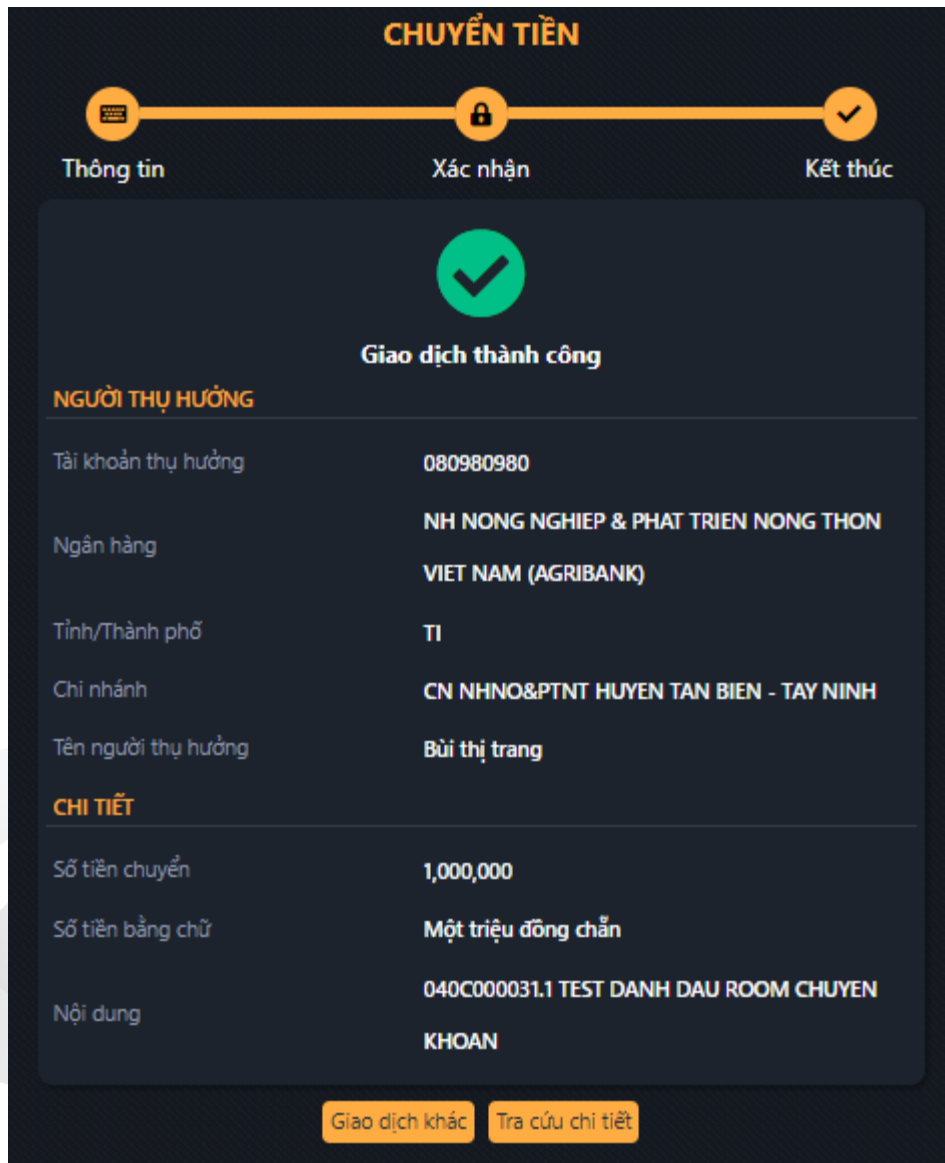 CHUYỂN TIỀN
Thông tin
Xác nhận
Kết thúc
Giao dịch thành công
NGƯỜI THỤ HƯỞNG
Tài khoản thụ hưởng
080980980
Ngân hàng
NH NONG NGHIEP & PHAT TRIEN NONG THON
VIET NAM (AGRIBANK)
Tỉnh/Thành phố
TI
Chi nhánh
CN NHNO&PTNT HUYEN TAN BIEN - TAY NINH
Tên người thụ hưởng
Bùi thị trang
CHI TIẾT
Số tiền chuyển
1,000,000
Số tiền bằng chữ
Một triệu đồng chẵn
Nội dung
040C000031.1 TEST DANH DAU ROOM CHUYEN
KHOAN
Giao dịch khác
Tra cứu chi tiết